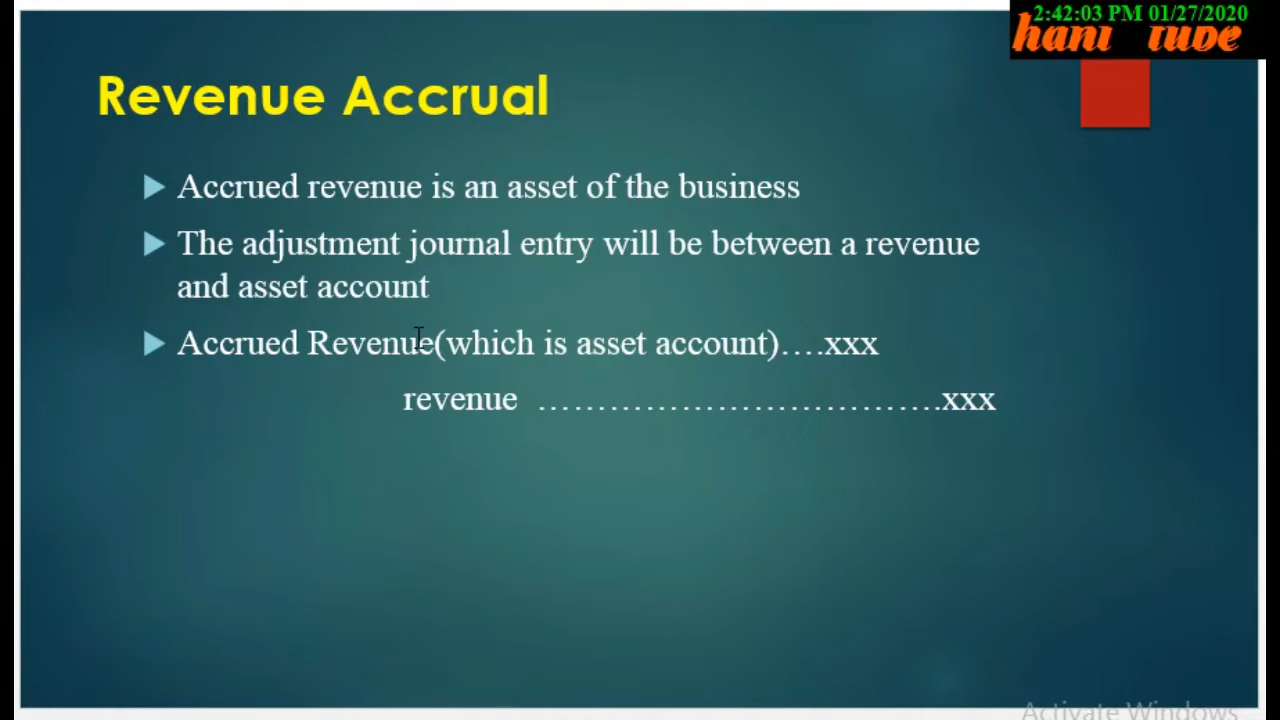 2:42:03 PM 01/27/2020
hani tube
Revenue Accrual
Accrued revenue is an asset of the business
The adjustment journal entry will be between a revenue
and asset account
Accrued Revenue(which is asset account)….xxx
revenue …………………………….xxx
Activate Windows